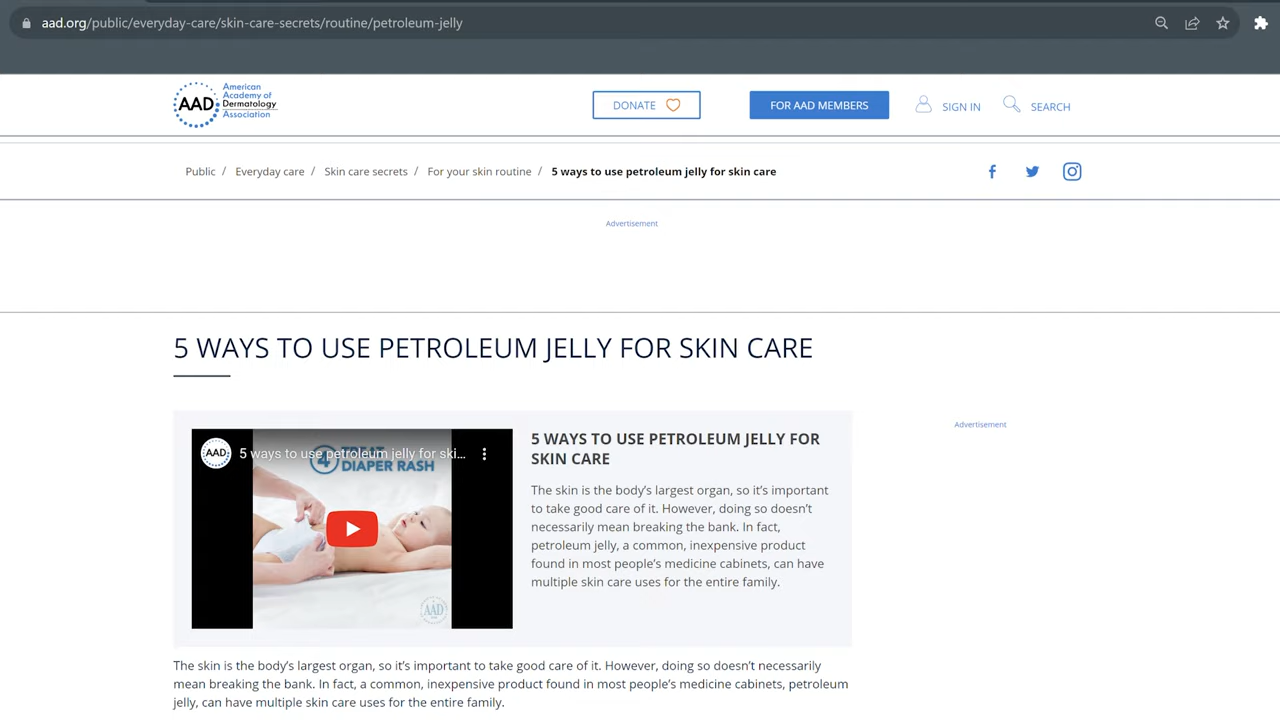 aad.org/public/everyday-care/skin-care-secrets/routine/petroleum-jelly
AAD
American
Academy of
Dermatology
Association
DONATE
FOR AAD MEMBERS
SIGN IN
SEARCH
Public / Everyday care / Skin care secrets / For your skin routine / 5 ways to use petroleum jelly for skin care
Advertisement
5 WAYS TO USE PETROLEUM JELLY FOR SKIN CARE
Advertisement
AAD
5 ways to use petroleum jelly for ski...
4 TREAT
DIAPER RASH
AAD
5 WAYS TO USE PETROLEUM JELLY FOR
SKIN CARE
The skin is the body's largest organ, so it's important
to take good care of it. However, doing so doesn't
necessarily mean breaking the bank. In fact,
petroleum jelly, a common, inexpensive product
found in most people's medicine cabinets, can have
multiple skin care uses for the entire family.
The skin is the body's largest organ, so it's important to take good care of it. However, doing so doesn't necessarily
mean breaking the bank. In fact, a common, inexpensive product found in most people's medicine cabinets, petroleum
jelly, can have multiple skin care uses for the entire family.